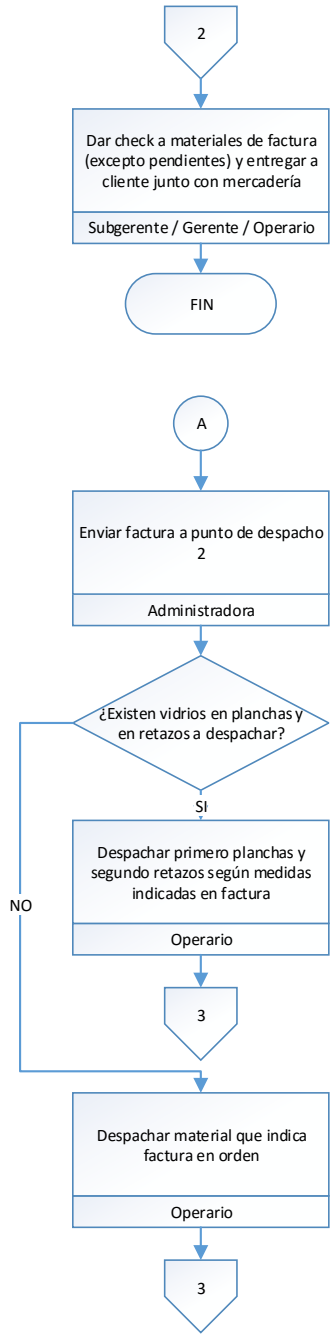 2
Dar check a materiales de factura
(excepto pendientes) y entregar a
cliente junto con mercadería
Subgerente / Gerente / Operario
FIN
A
Enviar factura a punto de despacho
2
Administradora
¿Existen vidrios en planchas y
en retazos a despachar?
SI
Despachar primero planchas y
segundo retazos según medidas
indicadas en factura
Operario
NO
3
Despachar material que indica
factura en orden
Operario
3